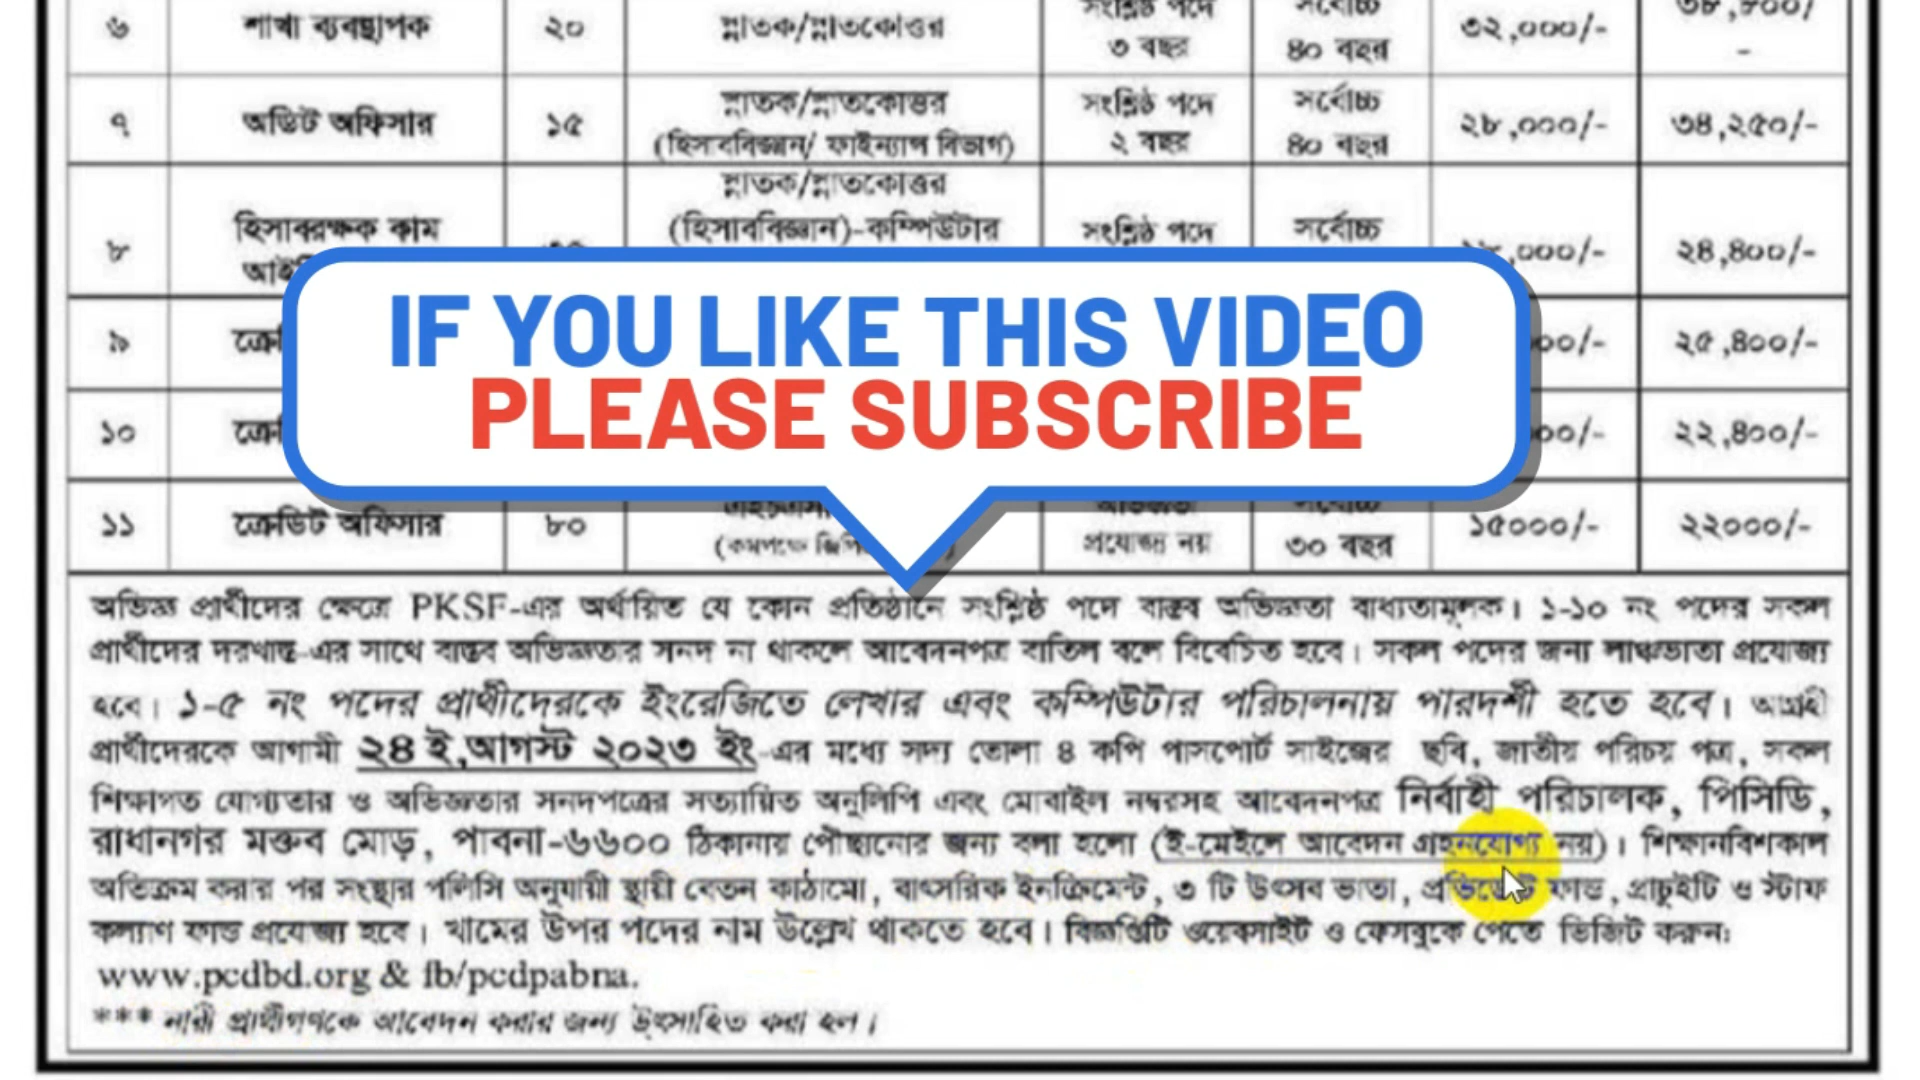 ৬ শাখা ব্যবস্থাপক ২০ স্নাতক/স্নাতকোত্তর সংশ্লিষ্ট পদে ৩ বছর সর্বোচ্চ ৪০ বছর ৩২,০০০/- ৩৮,৮০০/-
৭ অডিট অফিসার ১৫ স্নাতক/স্নাতকোত্তর (হিসাববিজ্ঞান/ ফাইন্যান্স বিভাগ) সংশ্লিষ্ট পদে ২ বছর সর্বোচ্চ ৪০ বছর ২৮,০০০/- ৩৪,২৫০/-
৮ হিসাবরক্ষক কাম স্নাতক/স্নাতকোত্তর (হিসাববিজ্ঞান)-কম্পিউটার সংশ্লিষ্ট পদে সর্বোচ্চ ২৪,৪০০/-
IF YOU LIKE THIS VIDEO
PLEASE SUBSCRIBE
৯ ২৫,৪০০/-
১০ ২২,৪০০/-
১১ ক্রেডিট অফিসার ৮০ প্রযোজ্য নয় ৩০ বছর ১৫০০০/- ২২০০০/-
অভিজ্ঞ প্রার্থীদের ক্ষেত্রে PKSF-এর অর্থায়িত যে কোন প্রতিষ্ঠানে সংশ্লিষ্ঠ পদে বাস্তব অভিজ্ঞতা বাধ্যতামূলক। ১-১০ নং পদের সকল
প্রার্থীদের দরখাস্ত-এর সাথে বাস্তব অভিজ্ঞতার সনদ না থাকলে আবেদনপত্র বাতিল বলে বিবেচিত হবে। সকল পদের জন্য লাঞ্চভাতা প্রযোজ্য
হবে। ১-৫ নং পদের প্রার্থীদেরকে ইংরেজিতে লেখার এবং কম্পিউটার পরিচালনায় পারদর্শী হতে হবে। আগ্রহী
প্রার্থীদেরকে আগামী ২৪ ই,আগস্ট ২০২৩ ইং-এর মধ্যে সদ্য তোলা ৪ কপি পাসপোর্ট সাইজের ছবি, জাতীয় পরিচয় পত্র, সকল
শিক্ষাগত যোগ্যতার ও অভিজ্ঞতার সনদপত্রের সত্যায়িত অনুলিপি এবং মোবাইল নম্বরসহ আবেদনপত্র নির্বাহী পরিচালক, পিসিডি,
রাধানগর মক্তব মোড়, পাবনা-৬৬০০ ঠিকানায় পৌছানোর জন্য বলা হলো (ই-মেইলে আবেদন গ্রহনযোগ্য নয়)। শিক্ষানবিশকাল
অতিক্রম করার পর সংস্থার পলিসি অনুযায়ী স্থায়ী বেতন কাঠামো, বাৎসরিক ইনক্রিমেন্ট, ৩ টি উৎসব ভাতা, প্রভিডেন্ট ফান্ড, গ্রাচুইটি ও স্টাফ
কল্যাণ ফান্ড প্রযোজ্য হবে। খামের উপর পদের নাম উল্লেখ থাকতে হবে। বিজ্ঞপ্তিটি ওয়েবসাইট ও ফেসবুকে পেতে ভিজিট করুন:
www.pcdbd.org & fb/pcdpabna.
*** নারী প্রার্থীগণকে আবেদন করার জন্য উৎসাহিত করা হল।